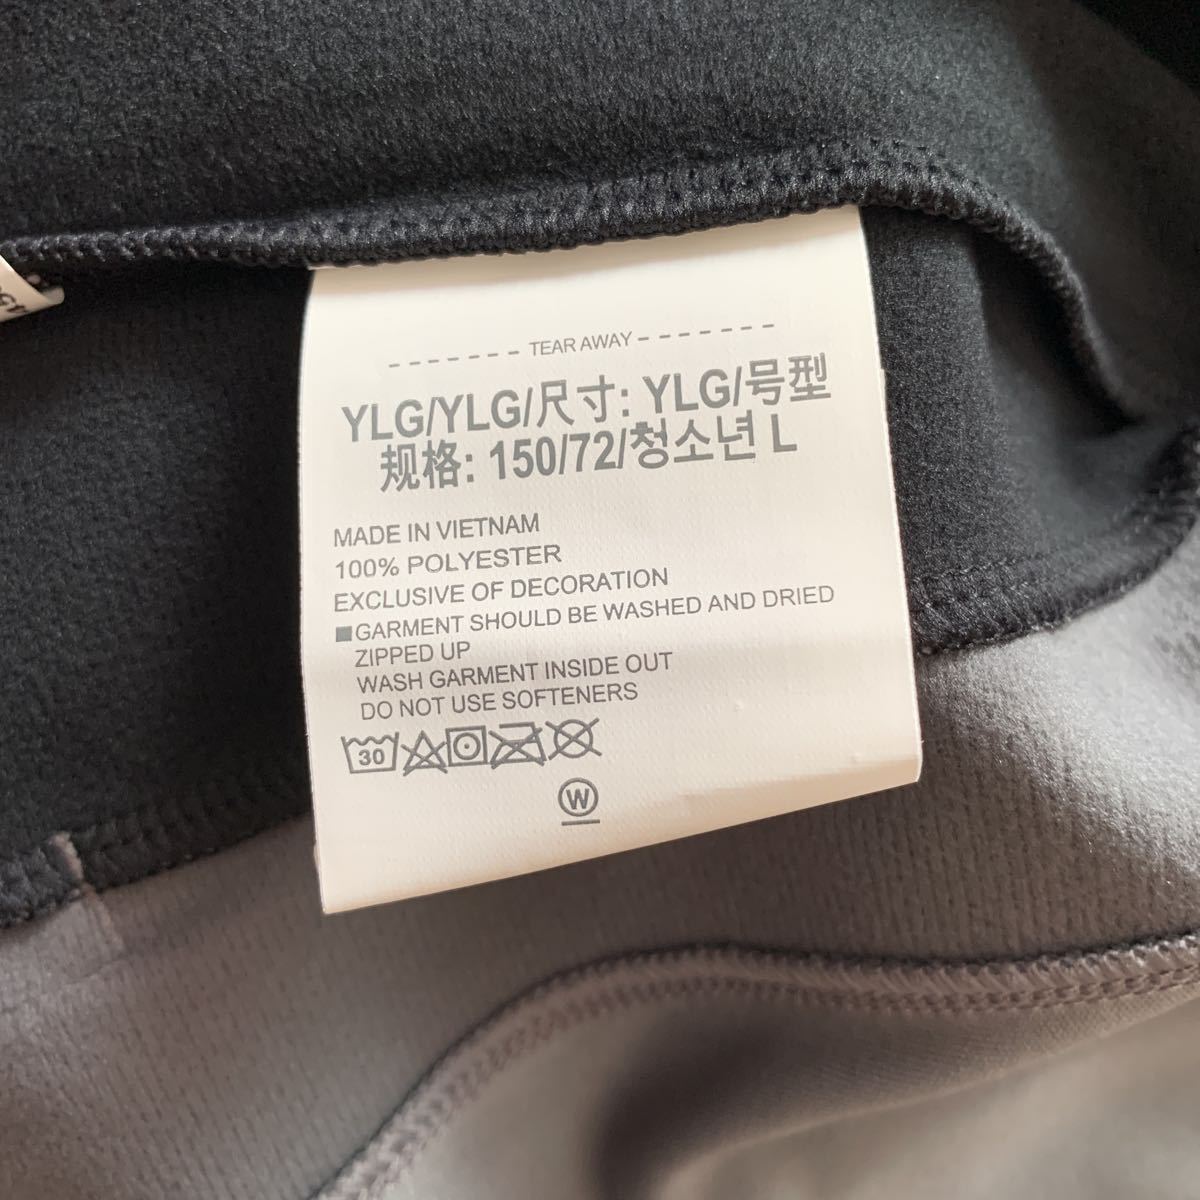 TEAR AWAY
YLG/YLG/尺寸: YLG/号型
规格: 150/72/청소년 L
MADE IN VIETNAM
100% POLYESTER
EXCLUSIVE OF DECORATION
■GARMENT SHOULD BE WASHED AND DRIED
ZIPPED UP
WASH GARMENT INSIDE OUT
DO NOT USE SOFTENERS
30
W